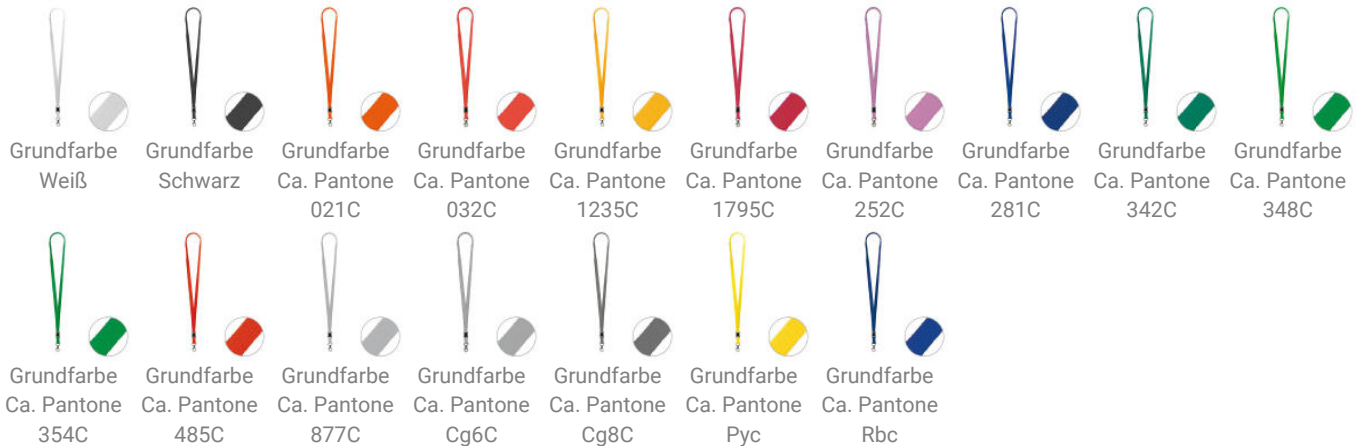 Grundfarbe
Weiß
Grundfarbe
Schwarz
Grundfarbe
Ca. Pantone
021C
Grundfarbe
Ca. Pantone
032C
Grundfarbe
Ca. Pantone
1235C
Grundfarbe
Ca. Pantone
1795C
Grundfarbe
Ca. Pantone
252C
Grundfarbe
Ca. Pantone
281C
Grundfarbe
Ca. Pantone
342C
Grundfarbe
Ca. Pantone
348C
Grundfarbe
Ca. Pantone
354C
Grundfarbe
Ca. Pantone
485C
Grundfarbe
Ca. Pantone
877C
Grundfarbe
Ca. Pantone
Cg6C
Grundfarbe
Ca. Pantone
Cg8C
Grundfarbe
Ca. Pantone
Pyc
Grundfarbe
Ca. Pantone
Rbc